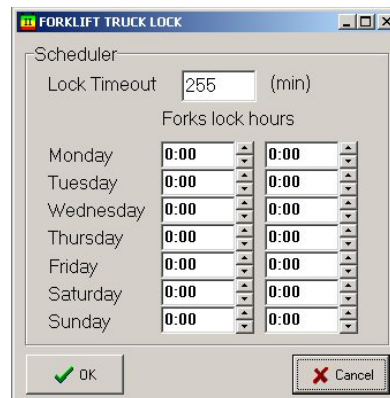 FORKLIFT TRUCK LOCK
Scheduler
Lock Timeout 255 (min)
Forks lock hours
Monday 0:00 0:00
Tuesday 0:00 0:00
Wednesday 0:00 0:00
Thursday 0:00 0:00
Friday 0:00 0:00
Saturday 0:00 0:00
Sunday 0:00 0:00
OK Cancel